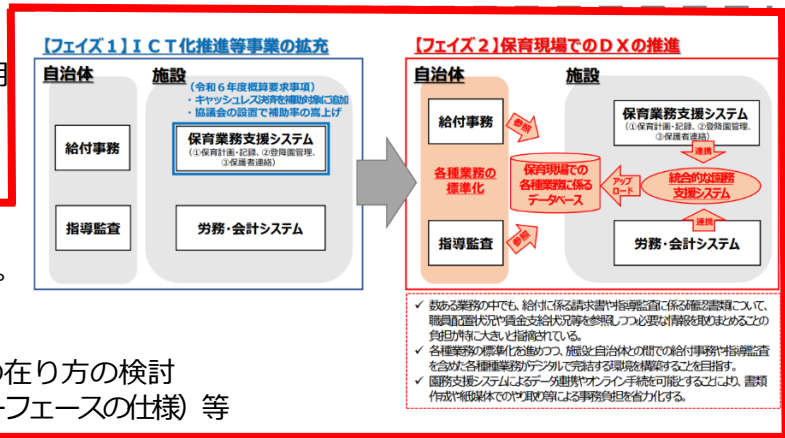 【フェイズ１】ＩＣＴ化推進等事業の拡充
自治体
施設
(令和６年度概算要求事項)
・キャッシュレス決済を補助対象に追加
・協議会の設置で補助率の嵩上げ
給付事務
保育業務支援システム
(①保育計画・記録、②登降園管理、
③保護者連絡)
指導監査
労務・会計システム
【フェイズ２】保育現場でのＤＸの推進
自治体
施設
給付事務
参照
保育業務支援システム
(①保育計画・記録、②登降園管理、
③保護者連絡)
連携
各種業務の
標準化
保育現場での
各種業務に係る
データベース
アップ
ロード
統合的な園務
支援システム
連携
指導監査
参照
労務・会計システム
✓ 数ある業務の中でも、給付に係る請求書や指導監査に係る確認書類について、
職員配置状況や賃金支給状況等を参照しつつ必要な情報を取りまとめることの
負担が特に大きいと指摘されている。
✓ 各種業務の標準化を進めつつ、施設と自治体との間での給付事務や指導監査
を含めた各種種業務がデジタルで完結する環境を構築することを目指す。
✓ 園務支援システムによるデータ連携やオンライン手続を可能とすることにより、書類
作成や紙媒体でのやり取り等による事務負担を省力化する。
。
の在り方の検討
ーフェースの仕様）等